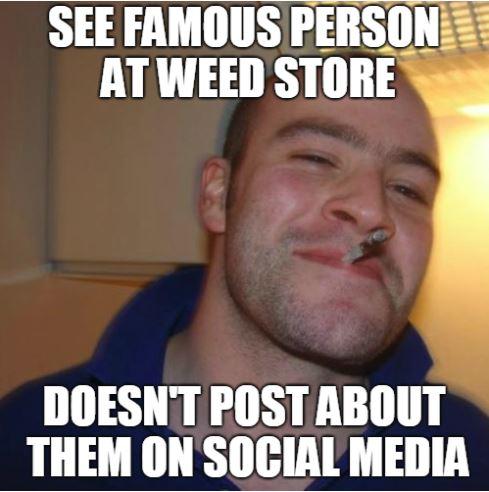 SEE FAMOUS PERSON
AT WEED STORE
DOESN'T POST ABOUT
THEM ON SOCIAL MEDIA